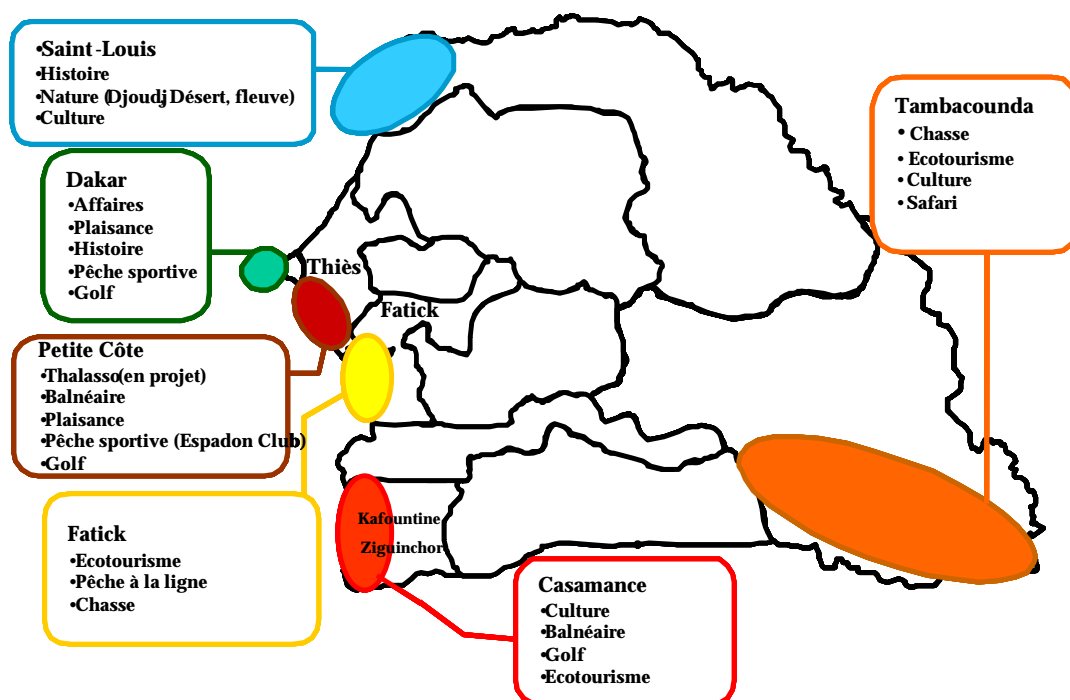 •Saint-Louis
•Histoire
•Nature (Djoudj, Désert, fleuve)
•Culture
Tambacounda
• Chasse
• Ecotourisme
• Culture
• Safari
Dakar
•Affaires
•Plaisance
•Histoire
•Pêche sportive
•Golf
Thiès
Fatick
Petite Côte
•Thalasso(en projet)
•Balnéaire
•Plaisance
•Pêche sportive (Espadon Club)
•Golf
Kafountine
Ziguinchor
Fatick
•Ecotourisme
•Pêche à la ligne
•Chasse
Casamance
•Culture
•Balnéaire
•Golf
•Ecotourisme